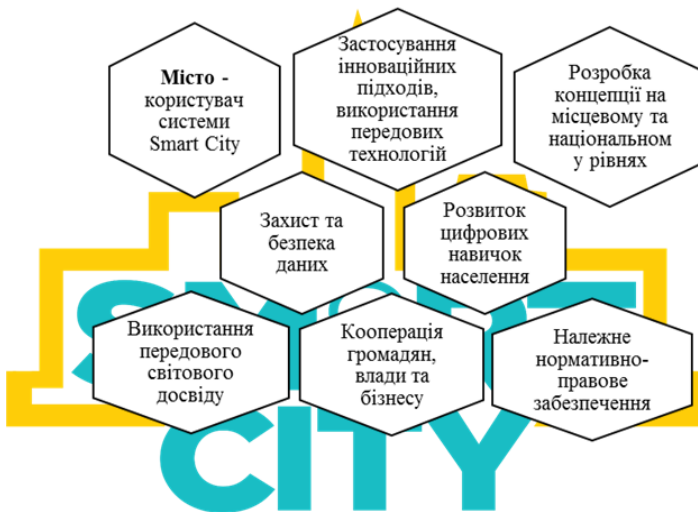 Місто -
користувач
системи
Smart City
Застосування
інноваційних
підходів,
використання
передових
технологій
Розробка
концепції на
місцевому та
національном
у рівнях
Захист та
безпека
даних
Розвиток
цифрових
навичок
населення
Використання
передового
світового
досвіду
Кооперація
громадян,
влади та
бізнесу
Належне
нормативно-
правове
забезпечення
SMART
CITY